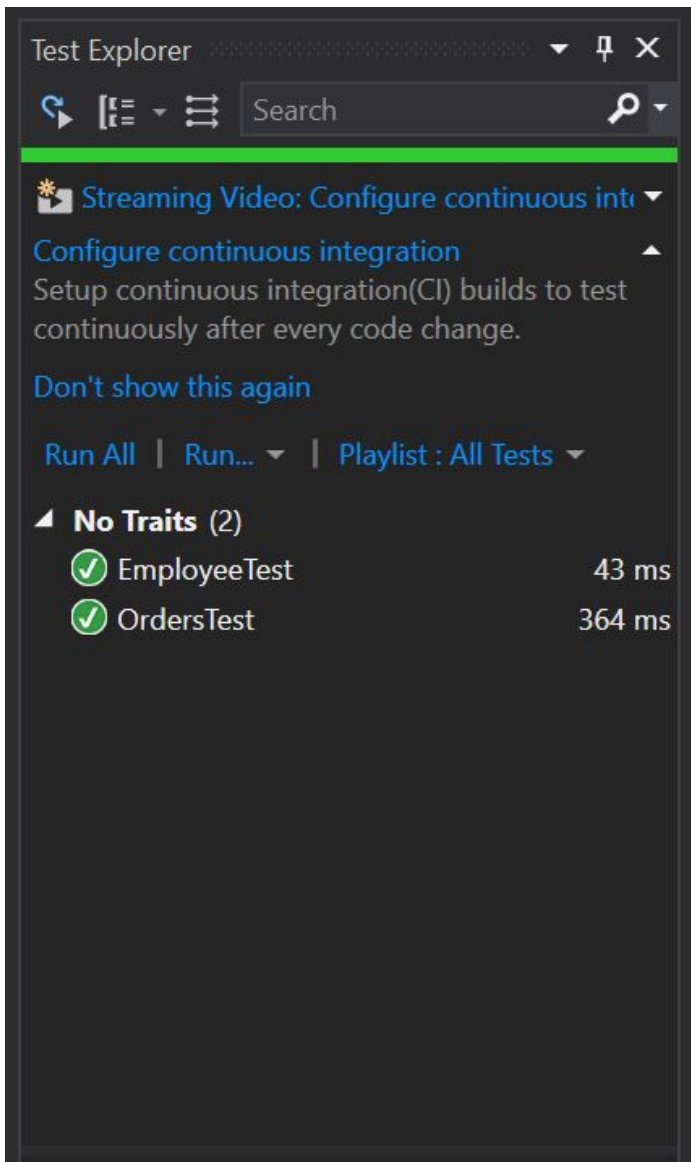 Test Explorer
Search
Streaming Video: Configure continuous inte
Configure continuous integration
Setup continuous integration(CI) builds to test
continuously after every code change.
Don't show this again
Run All | Run... | Playlist : All Tests
No Traits (2)
EmployeeTest 43 ms
OrdersTest 364 ms